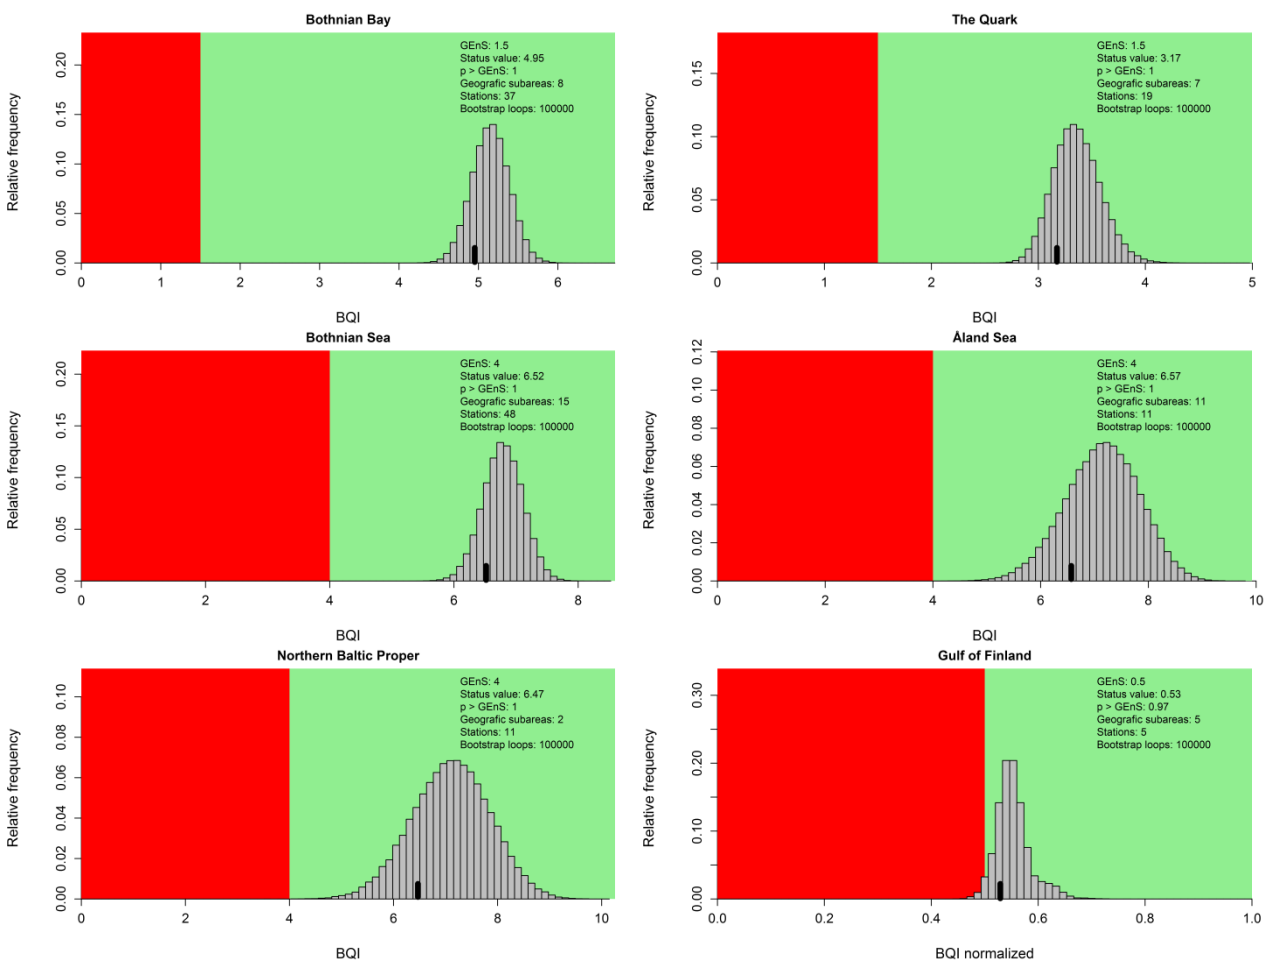 Bothnian Bay
GEnS: 1.5
Status value: 4.95
p > GEnS: 1
Geografic subareas: 8
Stations: 37
Bootstrap loops: 100000
Relative frequency
0.00 0.05 0.10 0.15 0.20
0 1 2 3 4 5 6
BQI
The Quark
GEnS: 1.5
Status value: 3.17
p > GEnS: 1
Geografic subareas: 7
Stations: 19
Bootstrap loops: 100000
Relative frequency
0.00 0.05 0.10 0.15
0 1 2 3 4 5
BQI
Bothnian Sea
GEnS: 4
Status value: 6.52
p > GEnS: 1
Geografic subareas: 15
Stations: 48
Bootstrap loops: 100000
Relative frequency
0.00 0.05 0.10 0.15 0.20
0 2 4 6 8
BQI
Åland Sea
GEnS: 4
Status value: 6.57
p > GEnS: 1
Geografic subareas: 11
Stations: 11
Bootstrap loops: 100000
Relative frequency
0.00 0.02 0.04 0.06 0.08 0.10 0.12
0 2 4 6 8 10
BQI
Northern Baltic Proper
GEnS: 4
Status value: 6.47
p > GEnS: 1
Geografic subareas: 2
Stations: 11
Bootstrap loops: 100000
Relative frequency
0.00 0.02 0.04 0.06 0.08 0.10
0 2 4 6 8 10
BQI
Gulf of Finland
GEnS: 0.5
Status value: 0.53
p > GEnS: 0.97
Geografic subareas: 5
Stations: 5
Bootstrap loops: 100000
Relative frequency
0.00 0.10 0.20 0.30
0.0 0.2 0.4 0.6 0.8 1.0
BQI normalized